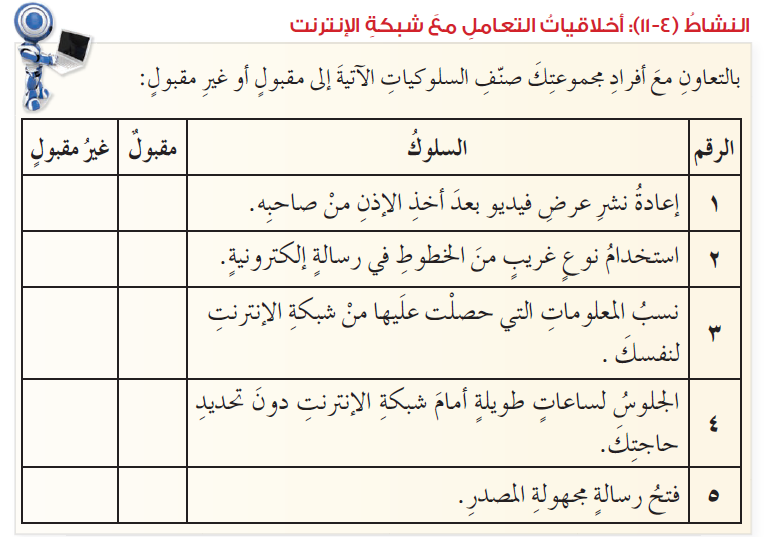 النشاطُ (٤-١١): أخلاقياتُ التعاملِ معَ شبكةِ الإنترنت
بالتعاونِ معَ أفرادِ مجموعتِكَ صنّفِ السلوكياتِ الآتيةَ إلى مقبولٍ أو غيرِ مقبولٍ:
الرقم السلوكُ مقبولٌ غيرُ مقبولٍ
١ إعادةُ نشرِ عرضِ فيديو بعدَ أخذِ الإذنِ منْ صاحبِه.
٢ استخدامُ نوعٍ غريبٍ منَ الخطوطِ في رسالةٍ إلكترونيةٍ.
٣ نسبُ المعلوماتِ التي حصلْت علَيها منْ شبكةِ الإنترنتِ
لنفسكَ .
٤ الجلوسُ لساعاتٍ طويلةٍ أمامَ شبكةِ الإنترنتِ دونَ تحديدِ
حاجتِكَ.
٥ فتحُ رسالةٍ مجهولةِ المصدرِ.